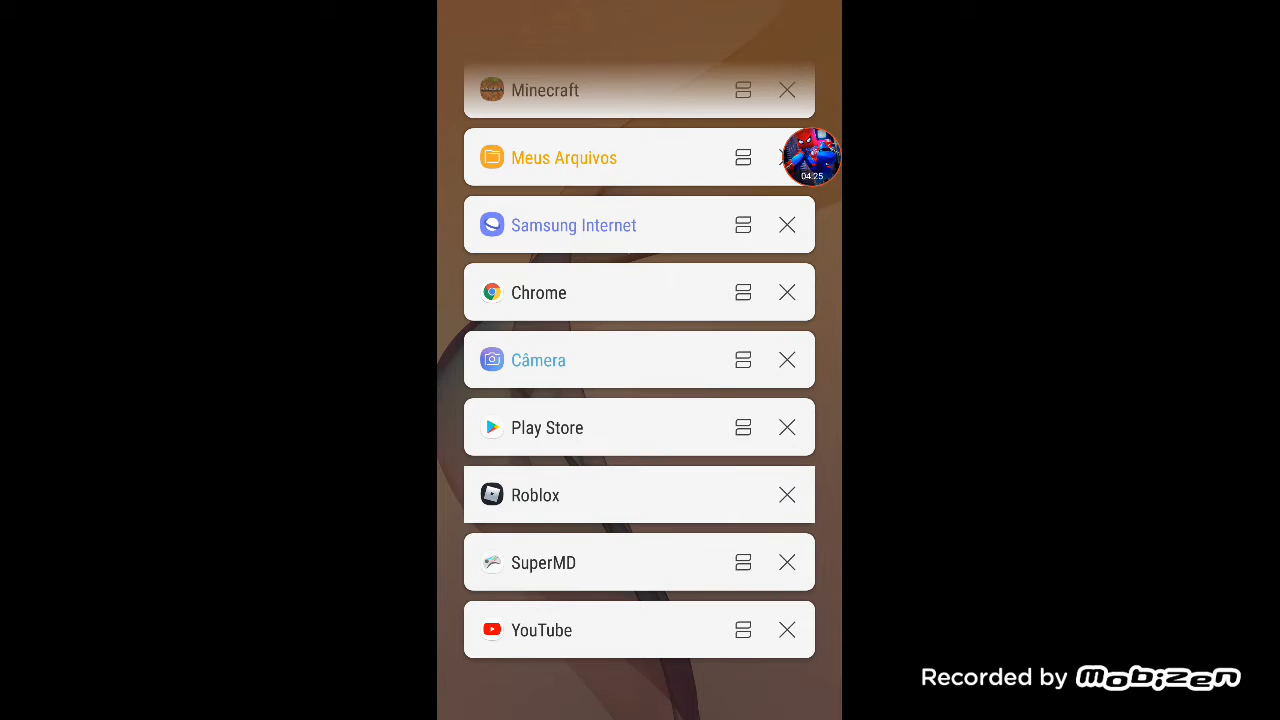 Minecraft
Meus Arquivos
04:25
Samsung Internet
Chrome
Câmera
Play Store
Roblox
SuperMD
YouTube
Recorded by mobizen